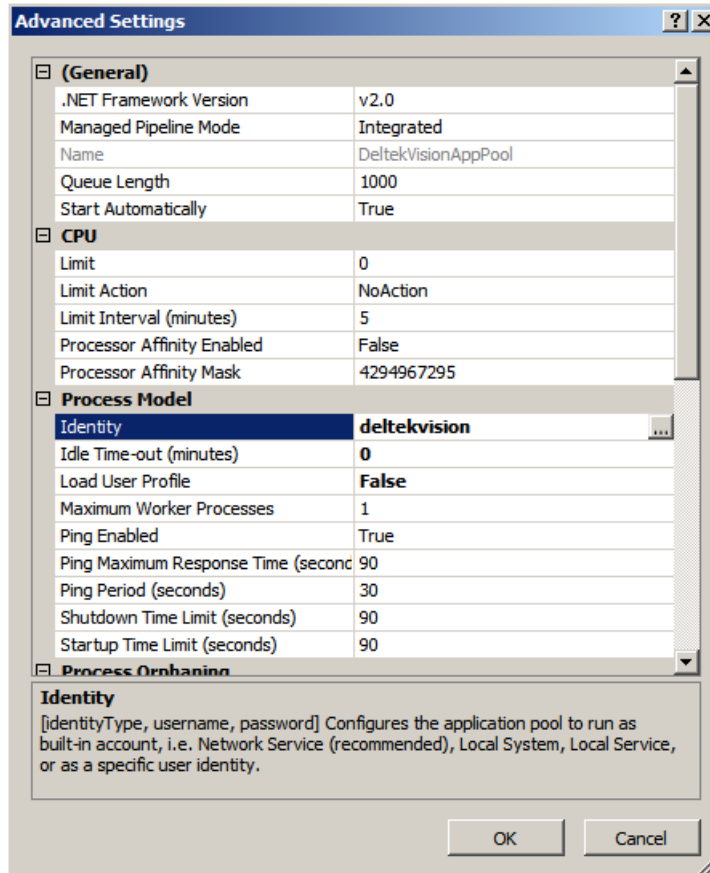 Advanced Settings
(General)
.NET Framework Version v2.0
Managed Pipeline Mode Integrated
Name DeltekVisionAppPool
Queue Length 1000
Start Automatically True
CPU
Limit 0
Limit Action NoAction
Limit Interval (minutes) 5
Processor Affinity Enabled False
Processor Affinity Mask 4294967295
Process Model
Identity deltekvision ...
Idle Time-out (minutes) 0
Load User Profile False
Maximum Worker Processes 1
Ping Enabled True
Ping Maximum Response Time (second 90
Ping Period (seconds) 30
Shutdown Time Limit (seconds) 90
Startup Time Limit (seconds) 90
Process Orphaning
Identity
[identityType, username, password] Configures the application pool to run as
built-in account, i.e. Network Service (recommended), Local System, Local Service,
or as a specific user identity.
OK Cancel